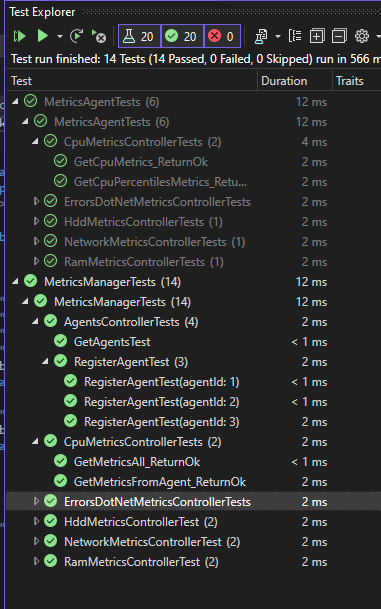 Test Explorer
20 20 0
Test run finished: 14 Tests (14 Passed, 0 Failed, 0 Skipped) run in 566 m
Test Duration Traits
MetricsAgentTests (6) 12 ms
MetricsAgentTests (6) 12 ms
CpuMetricsControllerTests (2) 4 ms
GetCpuMetric_ReturnOk 2 ms
GetCpuPercentilesMetrics_Retu... 2 ms
ErrorsDotNetMetricsControllerTests 2 ms
HddMetricsControllerTests (1) 2 ms
NetworkMetricsControllerTests (1) 2 ms
RamMetricsControllerTests (1) 2 ms
MetricsManagerTests (14) 12 ms
MetricsManagerTests (14) 12 ms
AgentsControllerTests (4) 2 ms
GetAgentsTest < 1 ms
RegisterAgentTest (3) 2 ms
RegisterAgentTest(agentId: 1) < 1 ms
RegisterAgentTest(agentId: 2) < 1 ms
RegisterAgentTest(agentId: 3) 2 ms
CpuMetricsControllerTests (2) 2 ms
GetMetricsAll_ReturnOk < 1 ms
GetMetricsFromAgent_ReturnOk 2 ms
ErrorsDotNetMetricsControllerTests 2 ms
HddMetricsControllerTest (2) 2 ms
NetworkMetricsControllerTest (2) 2 ms
RamMetricsControllerTest (2) 2 ms